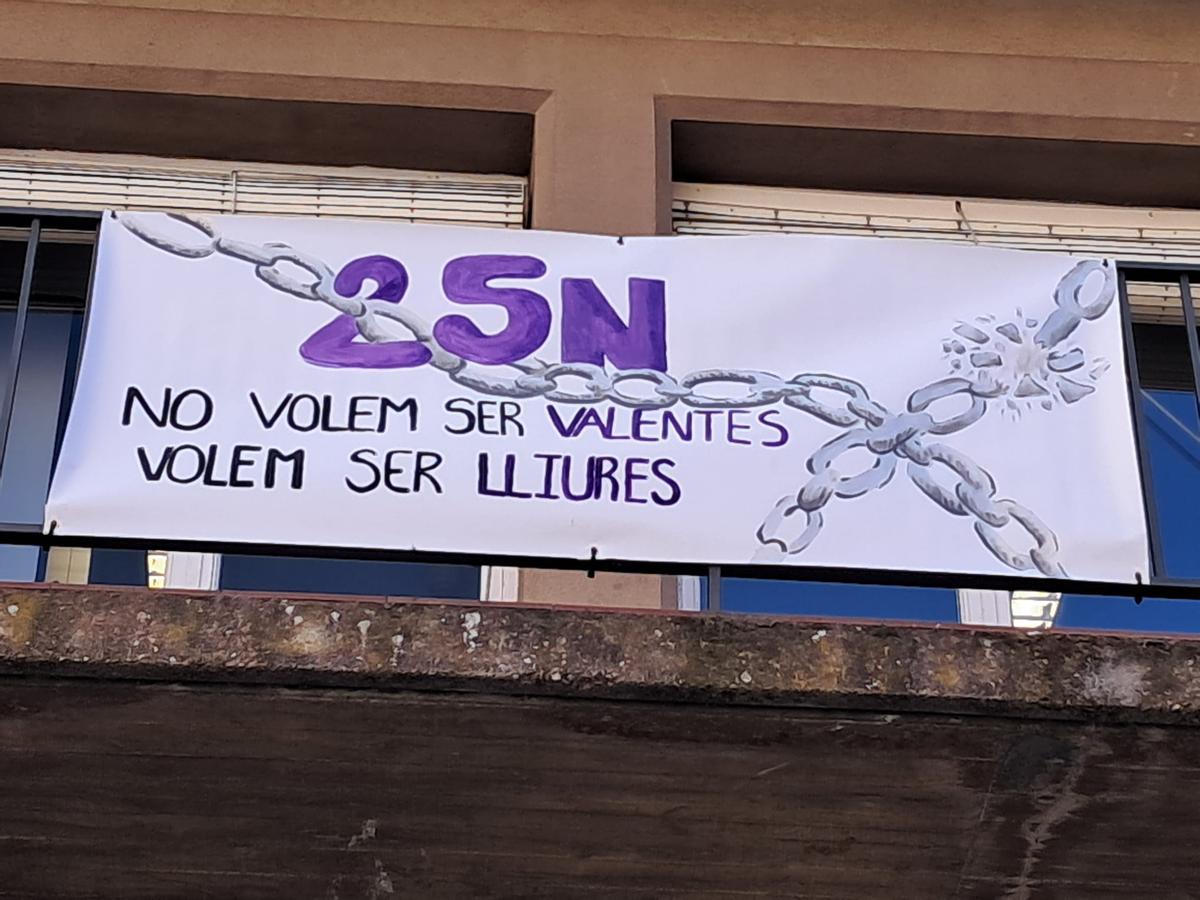 25N
NO VOLEM SER VALENTES
VOLEM SER LLIURES